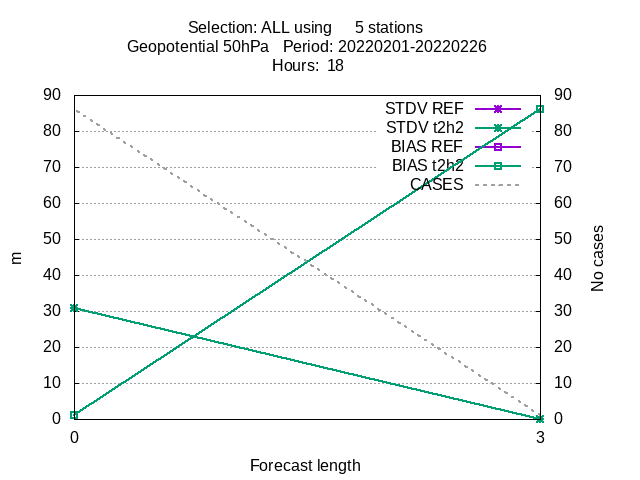 Selection: ALL using     5 stations
Geopotential 50hPa   Period: 20220201-20220226
Hours:  18
90
80
70
60
50
40
30
20
10
0
m
STDV REF
STDV t2h2
BIAS REF
BIAS t2h2
CASES
90
80
70
60
50
40
30
20
10
0
No cases
0
3
Forecast length